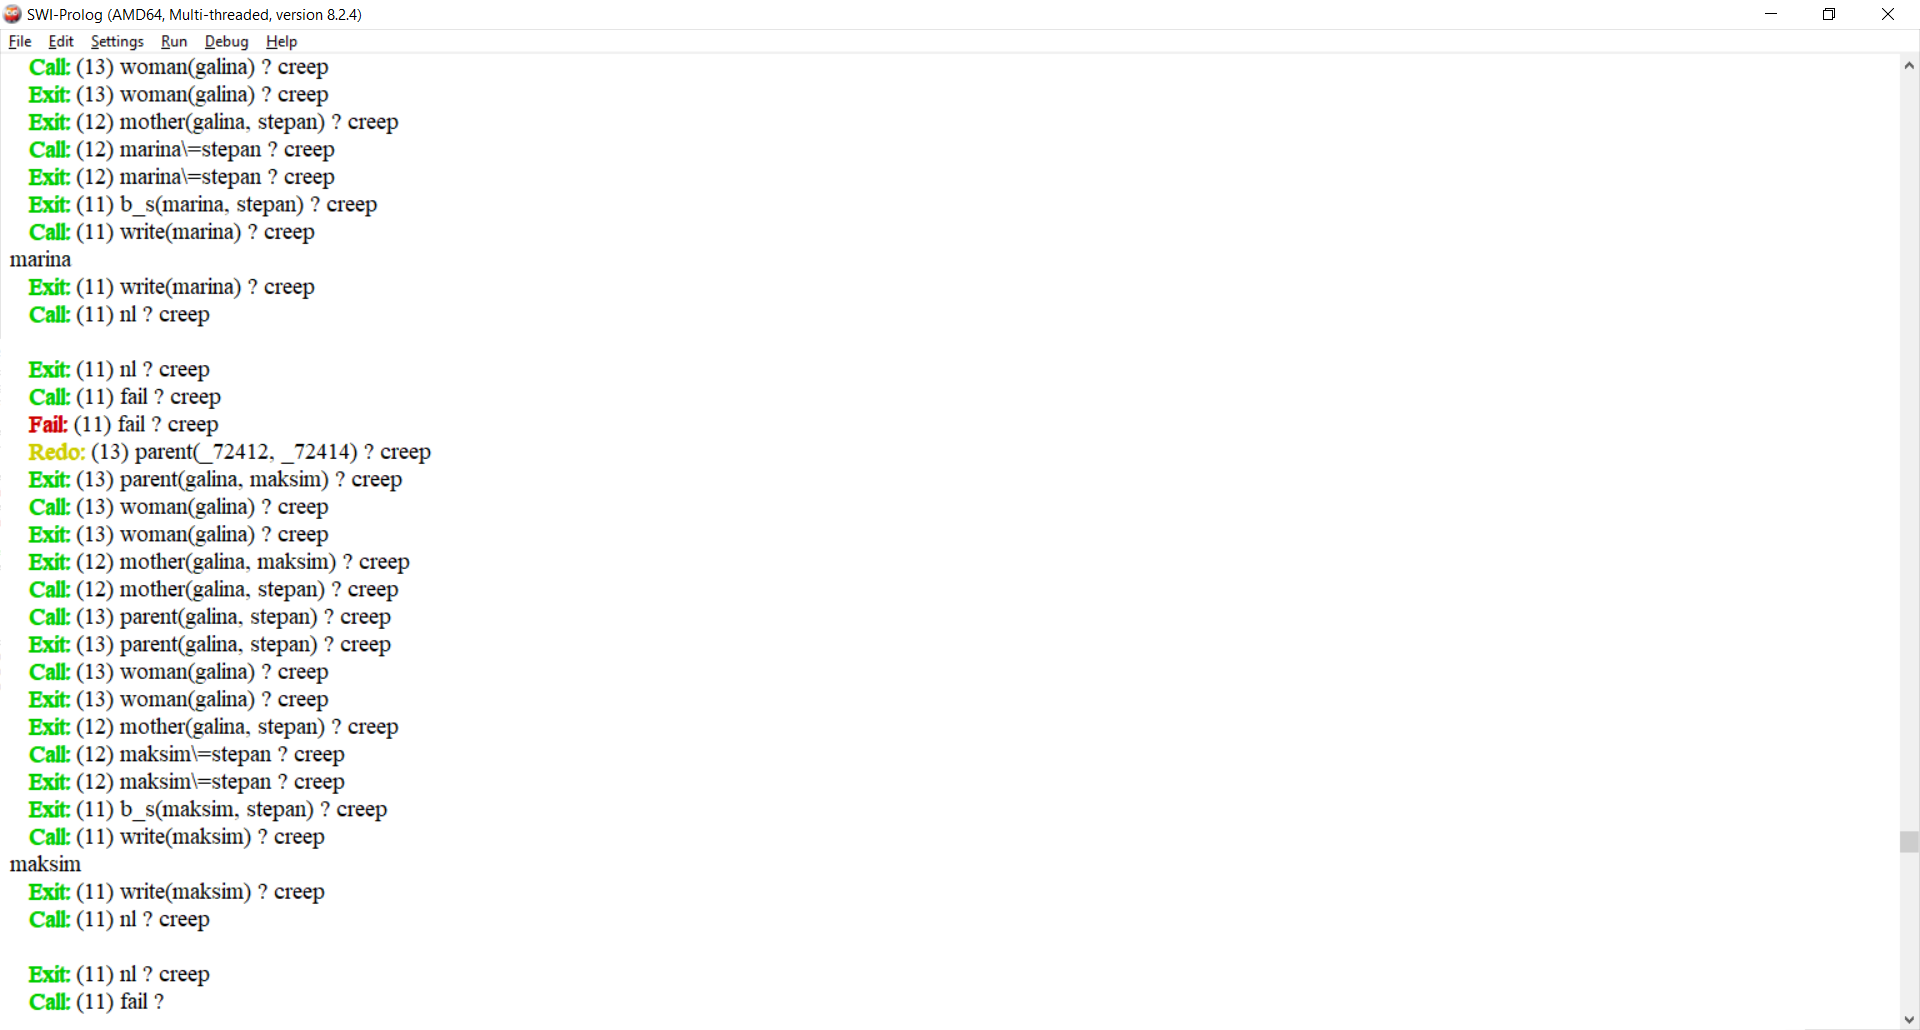 SWI-Prolog (AMD64, Multi-threaded, version 8.2.4)
File Edit Settings Run Debug Help
Call: (13) woman(galina) ? creep
Exit: (13) woman(galina) ? creep
Exit: (12) mother(galina, stepan) ? creep
Call: (12) marina\=stepan ? creep
Exit: (12) marina\=stepan ? creep
Exit: (11) b_s(marina, stepan) ? creep
Call: (11) write(marina) ? creep
marina
Exit: (11) write(marina) ? creep
Call: (11) nl ? creep
Exit: (11) nl ? creep
Call: (11) fail ? creep
Fail: (11) fail ? creep
Redo: (13) parent(_72412, _72414) ? creep
Exit: (13) parent(galina, maksim) ? creep
Call: (13) woman(galina) ? creep
Exit: (13) woman(galina) ? creep
Exit: (12) mother(galina, maksim) ? creep
Call: (12) mother(galina, stepan) ? creep
Call: (13) parent(galina, stepan) ? creep
Exit: (13) parent(galina, stepan) ? creep
Call: (13) woman(galina) ? creep
Exit: (13) woman(galina) ? creep
Exit: (12) mother(galina, stepan) ? creep
Call: (12) maksim\=stepan ? creep
Exit: (12) maksim\=stepan ? creep
Exit: (11) b_s(maksim, stepan) ? creep
Call: (11) write(maksim) ? creep
maksim
Exit: (11) write(maksim) ? creep
Call: (11) nl ? creep
Exit: (11) nl ? creep
Call: (11) fail ?